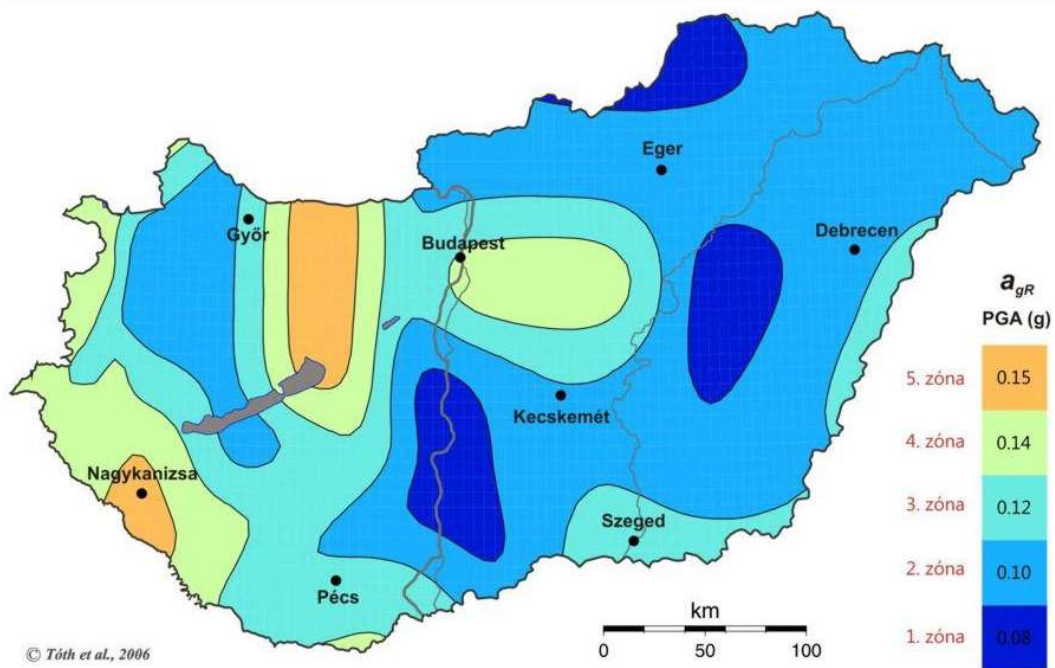 Eger
Debrecen
Győr
Budapest
a_gR
PGA (g)
5. zóna 0.15
Kecskemét
4. zóna 0.14
Nagykanizsa
3. zóna 0.12
Szeged
2. zóna 0.10
Pécs
km
1. zóna 0.08
0 50 100
© Tóth et al., 2006